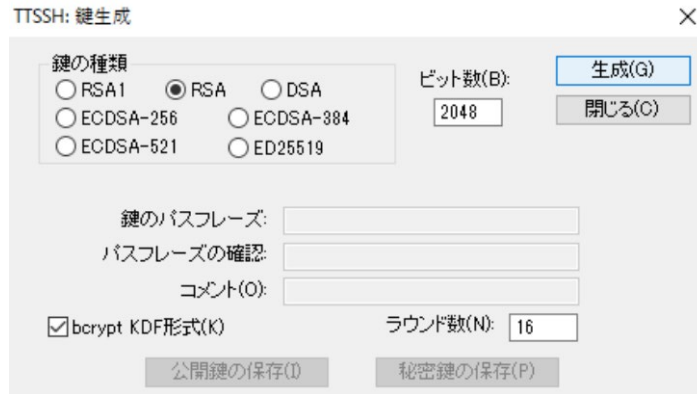 TTSSH: 鍵生成
鍵の種類
RSA1 RSA DSA
ECDSA-256 ECDSA-384
ECDSA-521 ED25519
ビット数(B):
2048
生成(G)
閉じる(C)
鍵のパスフレーズ:
パスフレーズの確認:
コメント(O):
bcrypt KDF形式(K) ラウンド数(N): 16
公開鍵の保存(I) 秘密鍵の保存(P)